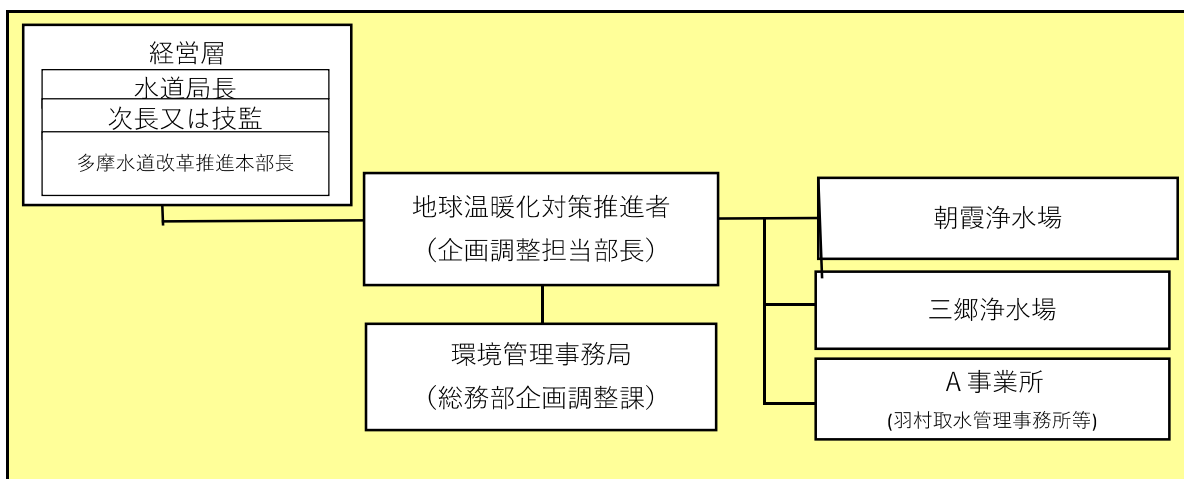 経営層
水道局長
次長又は技監
多摩水道改革推進本部長
地球温暖化対策推進者
（企画調整担当部長）
環境管理事務局
（総務部企画調整課）
朝霞浄水場
三郷浄水場
A 事業所
(羽村取水管理事務所等)